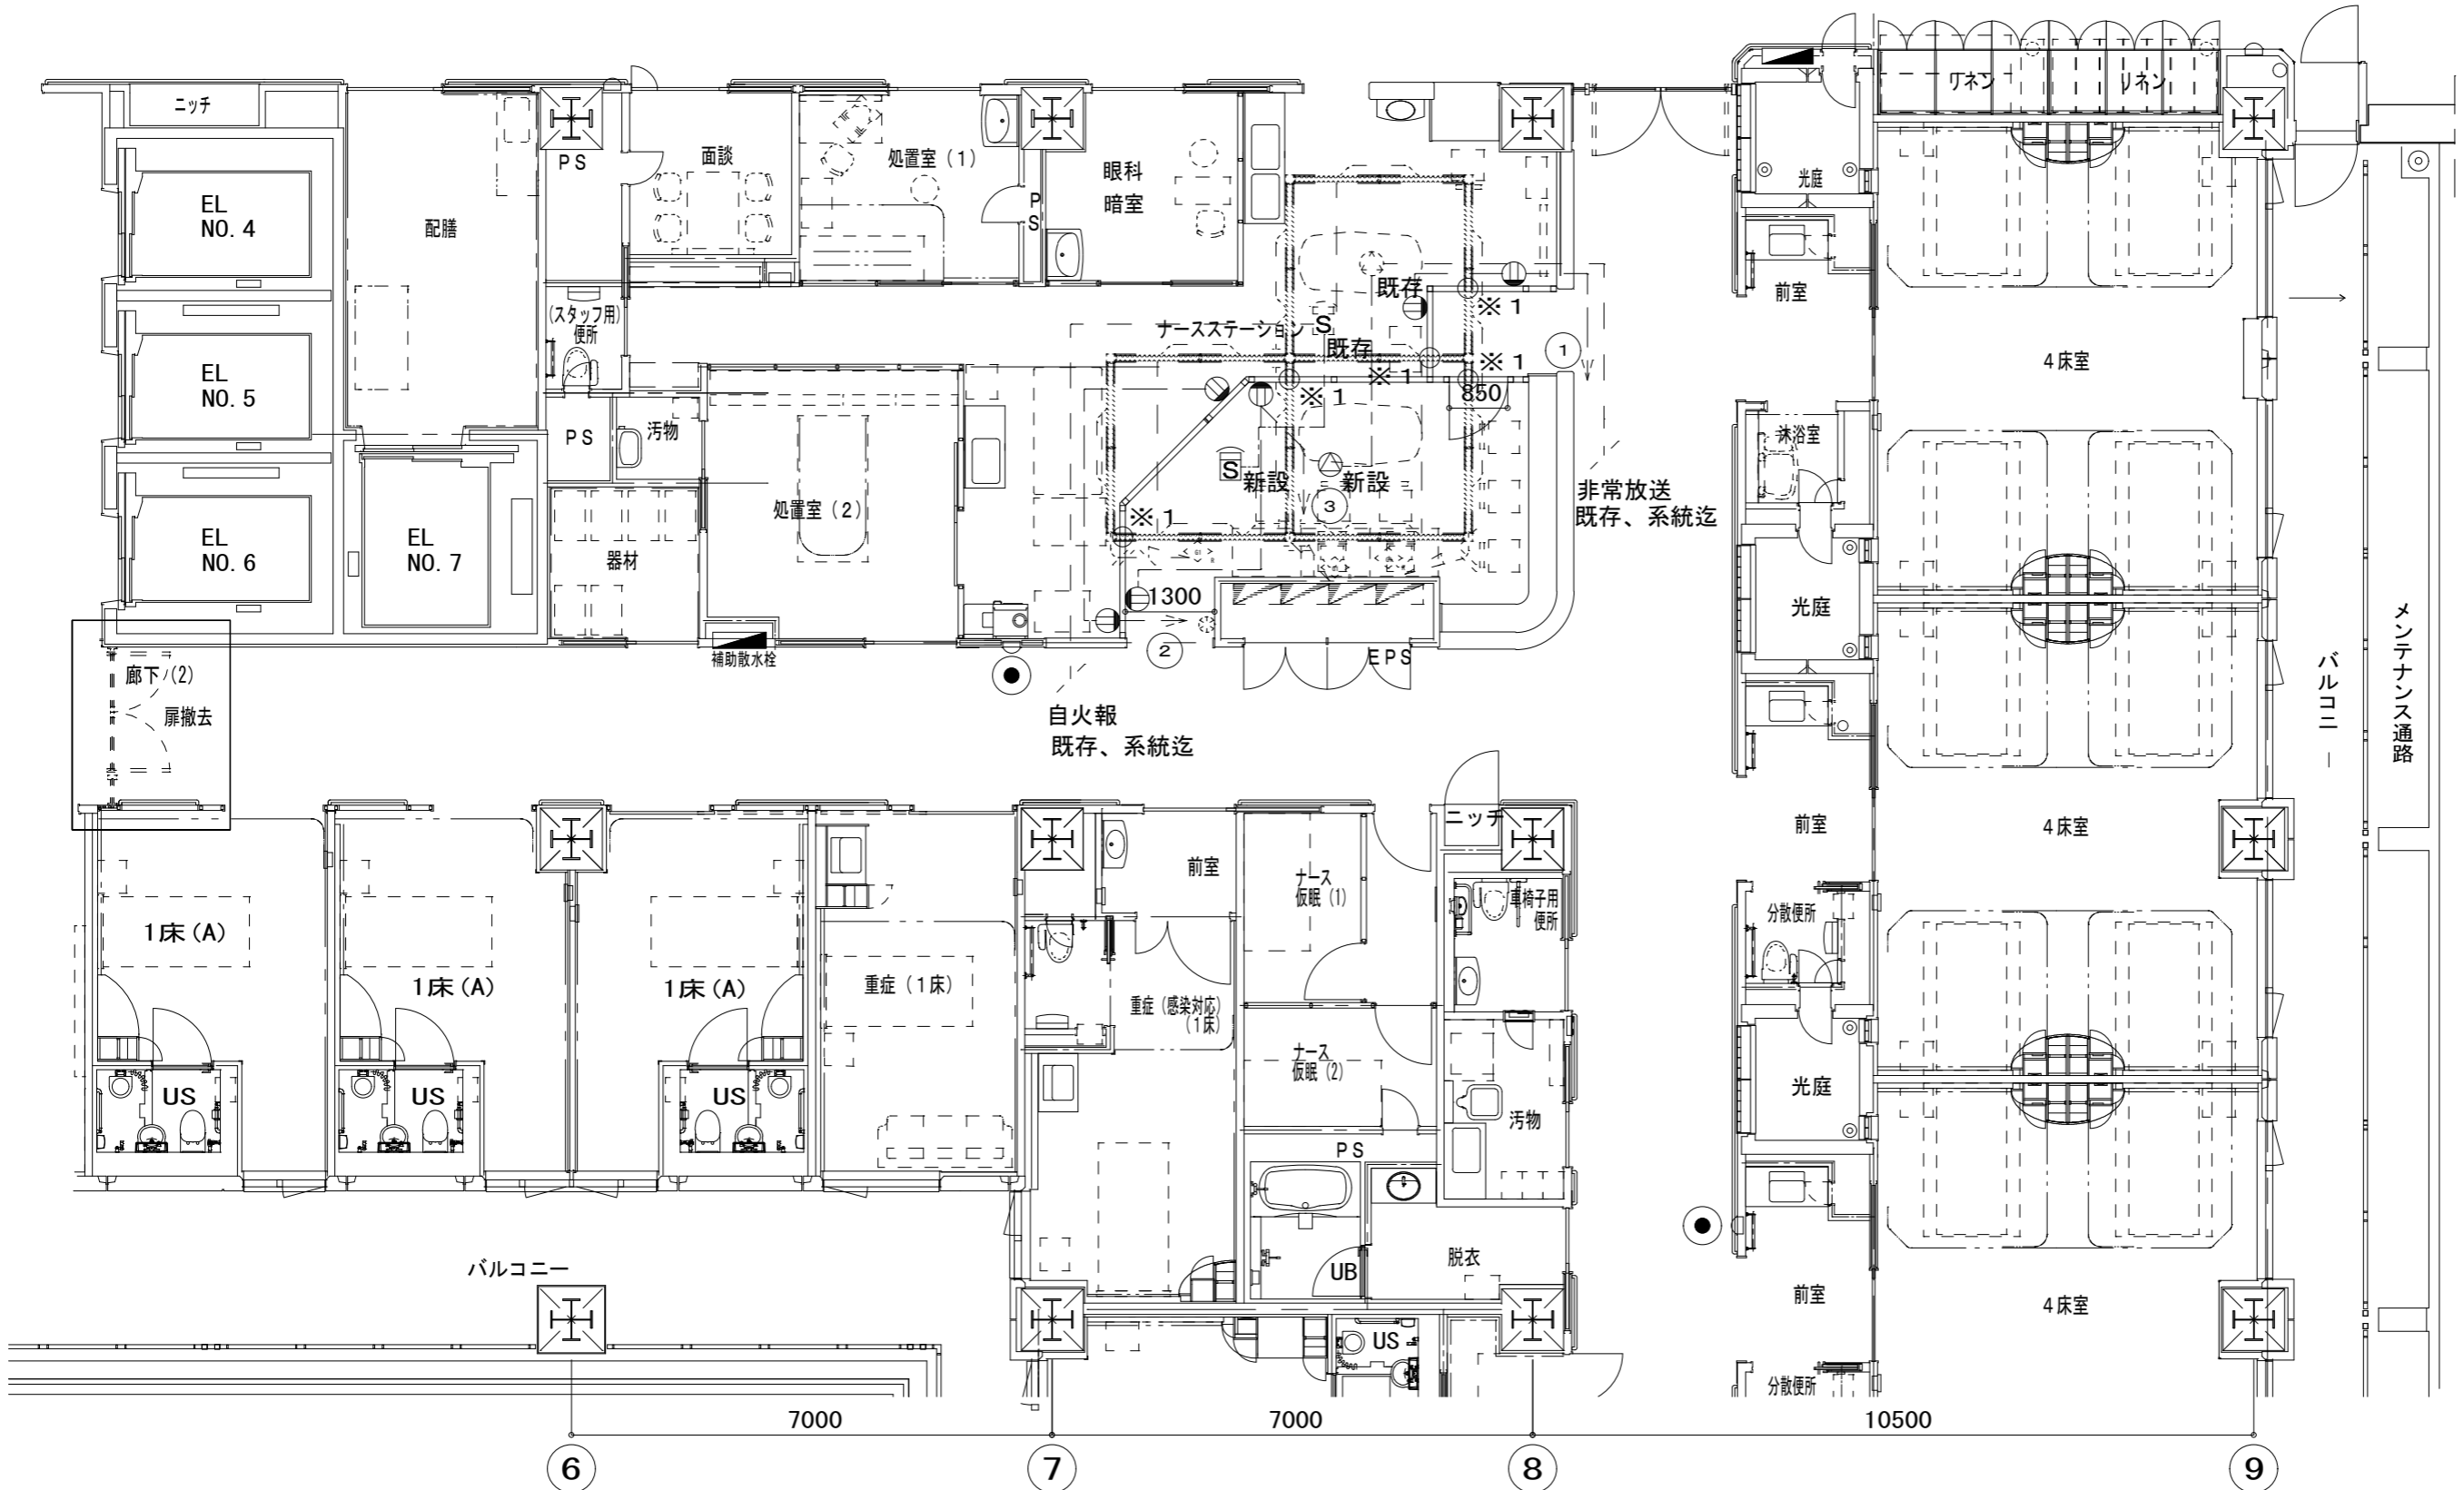 ニッチ
リネン
リネン
PS
面談
処置室(1)
PS
眼科
暗室
光庭
EL
NO. 4
配膳
前室
既存
※1
(スタッフ用)
便所
ナースステーション
S
既存
※1
※1
※1
1
850
4床室
EL
NO. 5
PS
汚物
沐浴室
S
新設
新設
3
処置室(2)
※1
非常放送
既存、系統迄
EL
NO. 6
EL
NO. 7
器材
1300
光庭
メンテナンス通路
バルコニー
補助散水栓
2
EPS
廊下(2)
扉撤去
自火報
既存、系統迄
ニッチ
前室
4床室
前室
ナース
仮眠(1)
車椅子用
便所
分散便所
1床(A)
1床(A)
1床(A)
重症(1床)
重症(感染対応)
(1床)
ナース
仮眠(2)
US
US
US
汚物
光庭
PS
バルコニー
UB
脱衣
前室
4床室
US
分散便所
7000
7000
10500
6
7
8
9